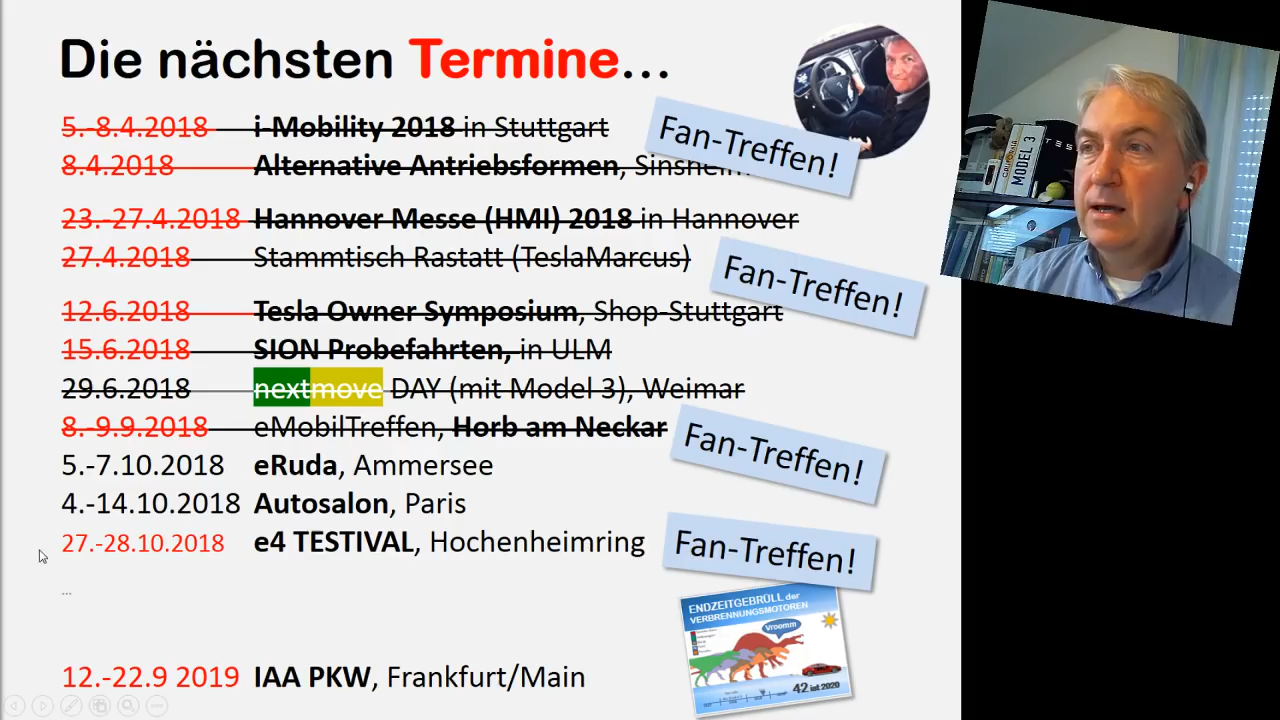 Die nächsten Termine...
5.-8.4.2018 i-Mobility 2018 in Stuttgart
Fan-Treffen!
8.4.2018 Alternative Antriebsformen,
23.-27.4.2018 Hannover Messe (HMI) 2018 in Hannover
27.4.2018 Stammtisch Rastatt (TeslaMarcus)
Fan-Treffen!
12.6.2018 Tesla Owner Symposium, Shop-Stuttgart
15.6.2018 SION Probefahrten, in ULM
29.6.2018 nextmove DAY (mit Model 3), Weimar
8.-9.9.2018 eMobilTreffen, Horb am Neckar
Fan-Treffen!
5.-7.10.2018 eRuda, Ammersee
4.-14.10.2018 Autosalon, Paris
27.-28.10.2018 e4 TESTIVAL, Hochenheimring
Fan-Treffen!
...
ENDZEITGEBRÜLL der
VERBRENNUNGSMOTOREN
Vroomm
42 ist 2020
12.-22.9 2019 IAA PKW, Frankfurt/Main
CALIFORNIA
MODEL 3